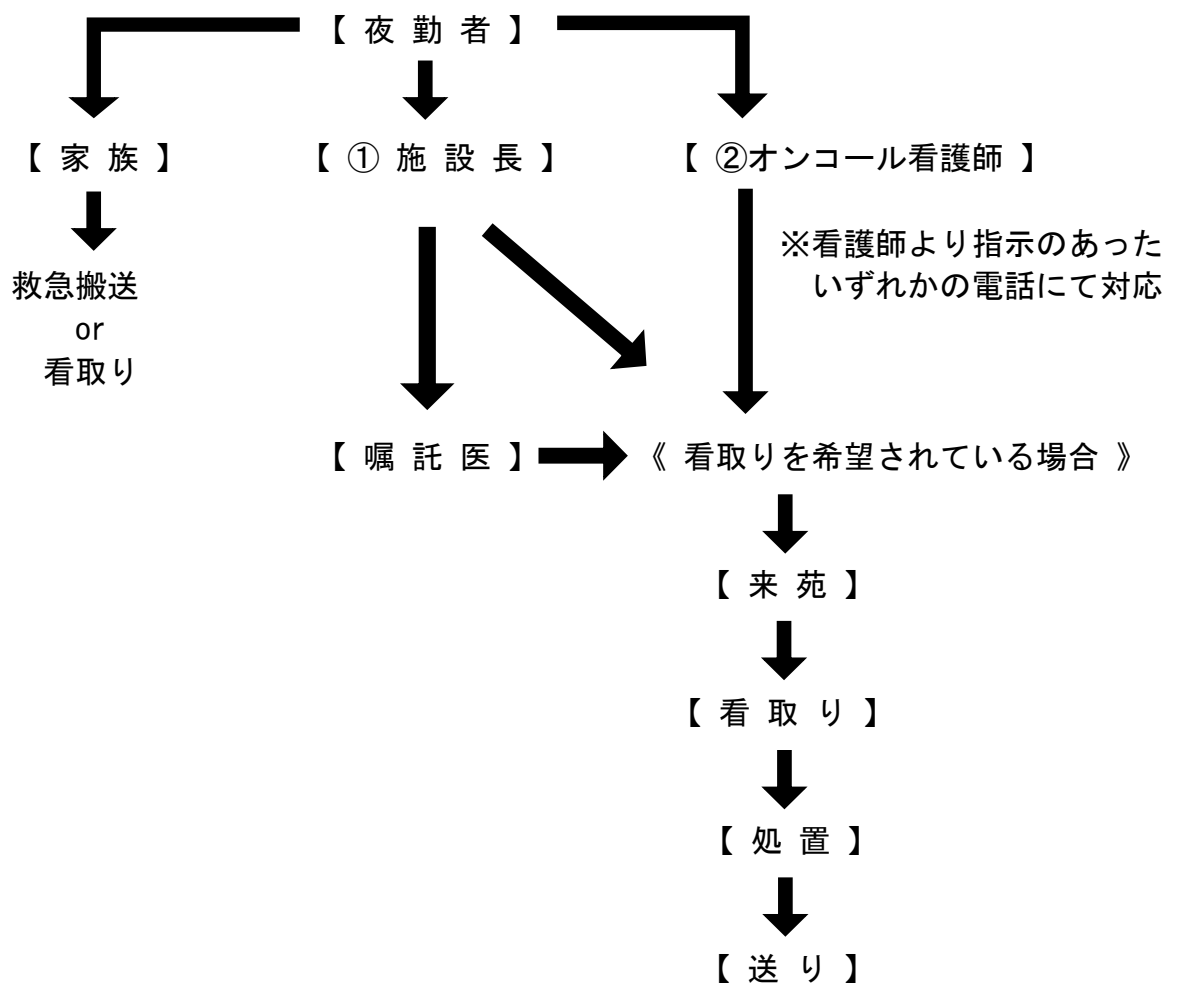 【 夜 勤 者 】
【 家 族 】
【 ① 施 設 長 】
【 ②オンコール看護師 】
※看護師より指示のあった
いずれかの電話にて対応
救急搬送
or
看取り
【 嘱 託 医 】
《 看取りを希望されている場合 》
【 来 苑 】
【 看 取 り 】
【 処 置 】
【 送 り 】